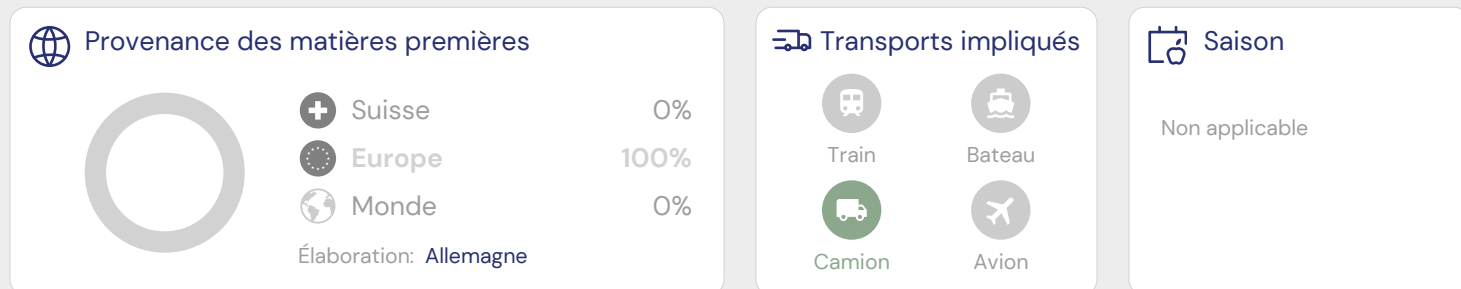 Provenance des matières premières
Suisse 0%
Europe 100%
Monde 0%
Élaboration: Allemagne
Transports impliqués
Train Bateau
Camion Avion
Saison
Non applicable